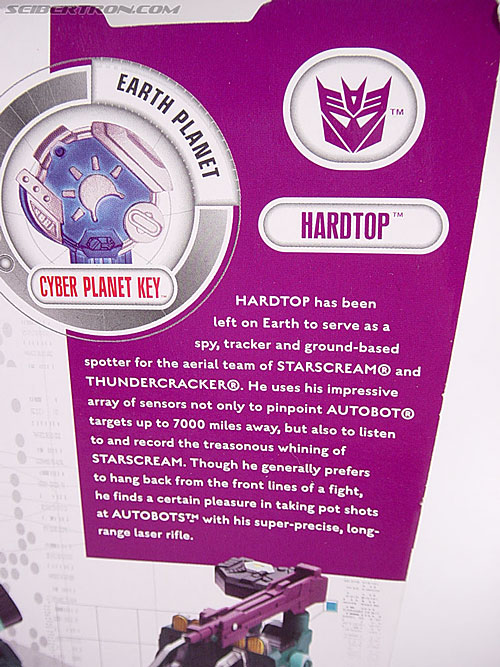 SEIBERTRON.COM
EARTH PLANET
TM
HARDTOP™
CYBER PLANET KEY™
HARDTOP has been
left on Earth to serve as a
spy, tracker and ground-based
spotter for the aerial team of STARSCREAM® and
THUNDERCRACKER®. He uses his impressive
array of sensors not only to pinpoint AUTOBOT®
targets up to 7000 miles away, but also to listen
to and record the treasonous whining of
STARSCREAM. Though he generally prefers
to hang back from the front lines of a fight,
he finds a certain pleasure in taking pot shots
at AUTOBOTS™ with his super-precise, long-
range laser rifle.